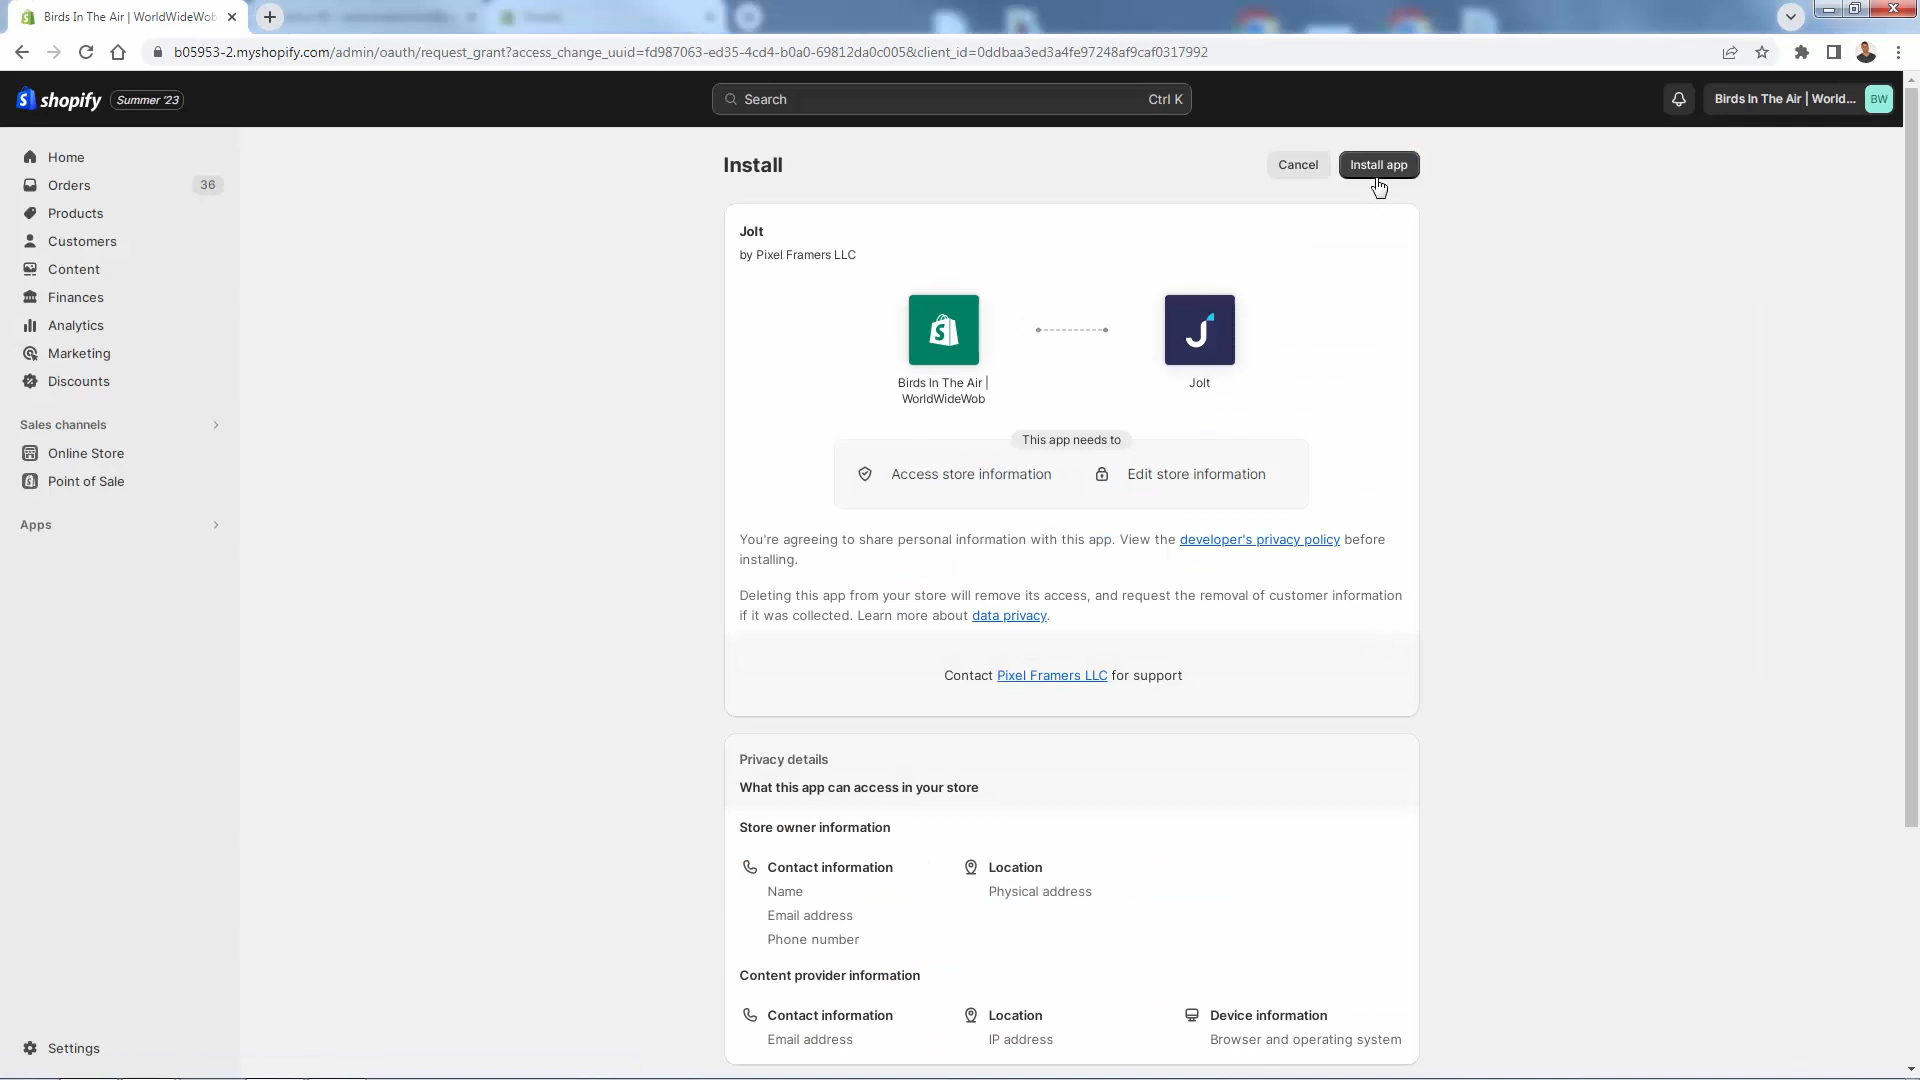 Birds In The Air | WorldWideWob
b05953-2.myshopify.com/admin/oauth/request_grant?access_change_uuid=fd987063-ed35-4cd4-b0a0-69812da0c005&client_id=0ddbaa3ed3a4fe97248af9caf0317992
shopify Summer '23
Search Ctrl K
Birds In The Air | World... BW
Home
Orders 36
Products
Customers
Content
Finances
Analytics
Marketing
Discounts
Sales channels
Online Store
Point of Sale
Apps
Settings
Install
Cancel
Install app
Jolt
by Pixel Framers LLC
Birds In The Air |
WorldWideWob
Jolt
This app needs to
Access store information
Edit store information
You're agreeing to share personal information with this app. View the developer's privacy policy before
installing.
Deleting this app from your store will remove its access, and request the removal of customer information
if it was collected. Learn more about data privacy.
Contact Pixel Framers LLC for support
Privacy details
What this app can access in your store
Store owner information
Contact information
Name
Email address
Phone number
Location
Physical address
Content provider information
Contact information
Email address
Location
IP address
Device information
Browser and operating system